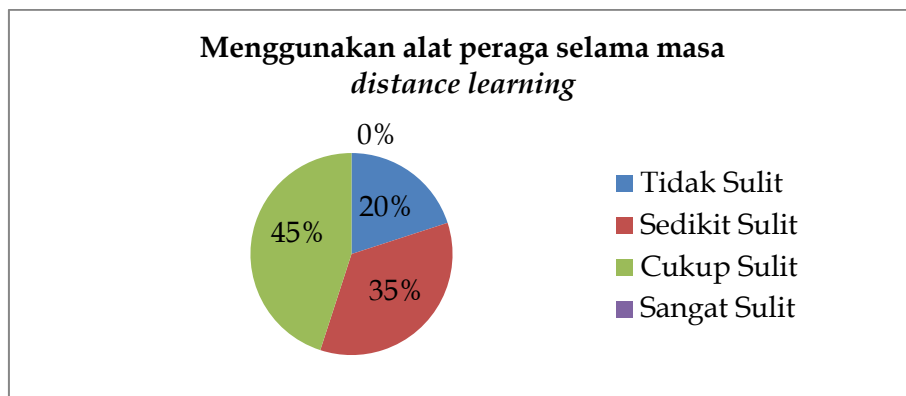 Menggunakan alat peraga selama masa
distance learning
0%
20%
45%
35%
Tidak Sulit
Sedikit Sulit
Cukup Sulit
Sangat Sulit